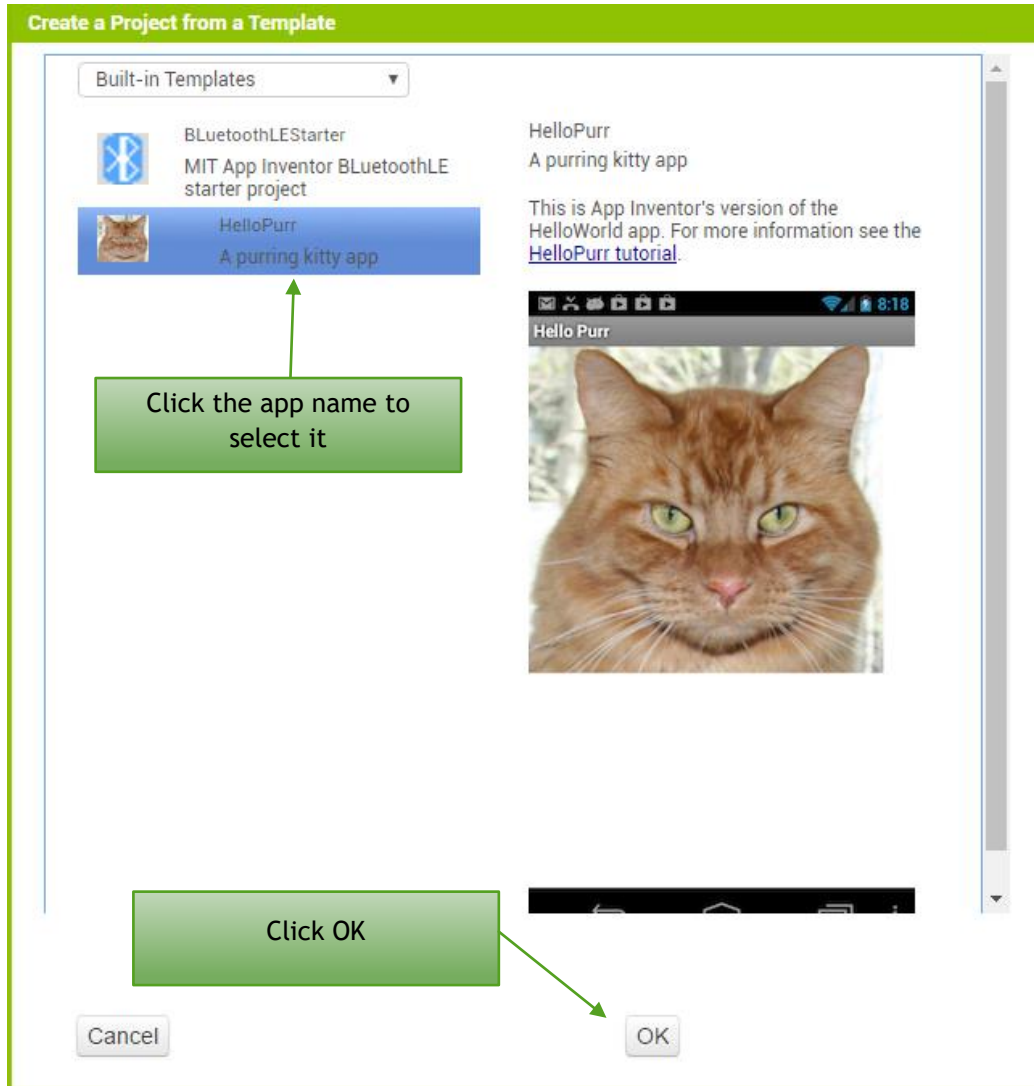 Create a Project from a Template
Built-in Templates
BLuetoothLEStarter
MIT App Inventor BLuetoothLE
starter project
HelloPurr
A purring kitty app
Click the app name to
select it
HelloPurr
A purring kitty app
This is App Inventor's version of the
HelloWorld app. For more information see the
HelloPurr tutorial.
8:18
Hello Purr
Click OK
Cancel
OK